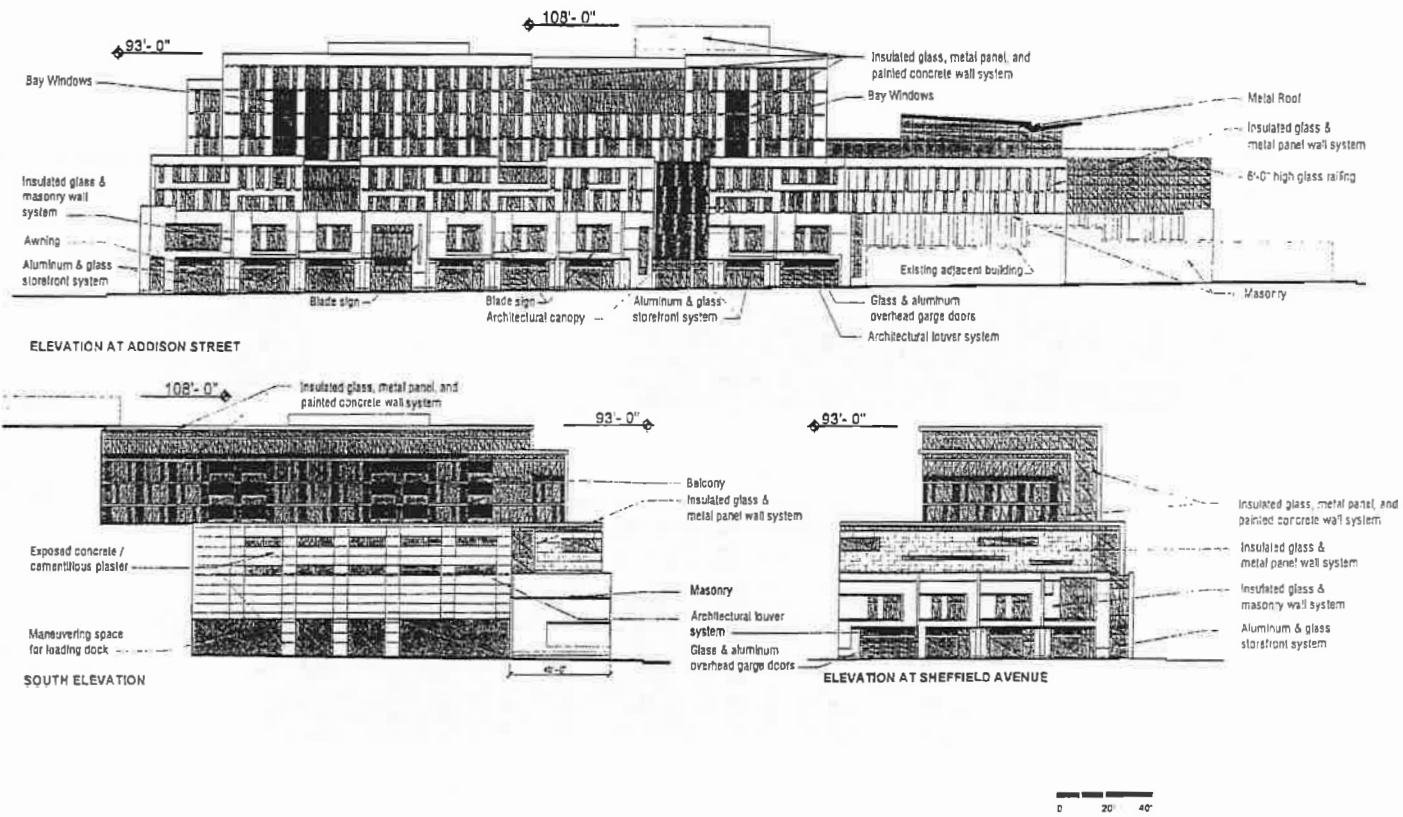 108'- 0"
93'- 0"
Bay Windows
Insulated glass, metal panel, and
painted concrete wall system
Bay Windows
Metal Roof
Insulated glass &
metal panel wall system
6'-0" high glass railing
Insulated glass &
masonry wall
system
Awning
Aluminum & glass
storefront system
Existing adjacent building
Masonry
Blade sign
Blade sign
Architectural canopy
Aluminum & glass
storefront system
Glass & aluminum
overhead garge doors
Architectural louver system
ELEVATION AT ADDISON STREET
108'- 0"
Insulated glass, metal panel, and
painted concrete wall system
93'- 0"
Balcony
Insulated glass &
metal panel wall system
Exposed concrete /
cementitious plaster
Masonry
Architectural louver
system
Maneuvering space
for loading dock
Glass & aluminum
overhead garge doors
SOUTH ELEVATION
93'- 0"
Insulated glass, metal panel, and
painted concrete wall system
Insulated glass &
metal panel wall system
Insulated glass &
masonry wall system
Aluminum & glass
storefront system
ELEVATION AT SHEFFIELD AVENUE
0 20' 40'